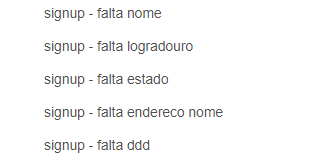 signup - falta nome
signup - falta logradouro
signup - falta estado
signup - falta endereco nome
signup - falta ddd